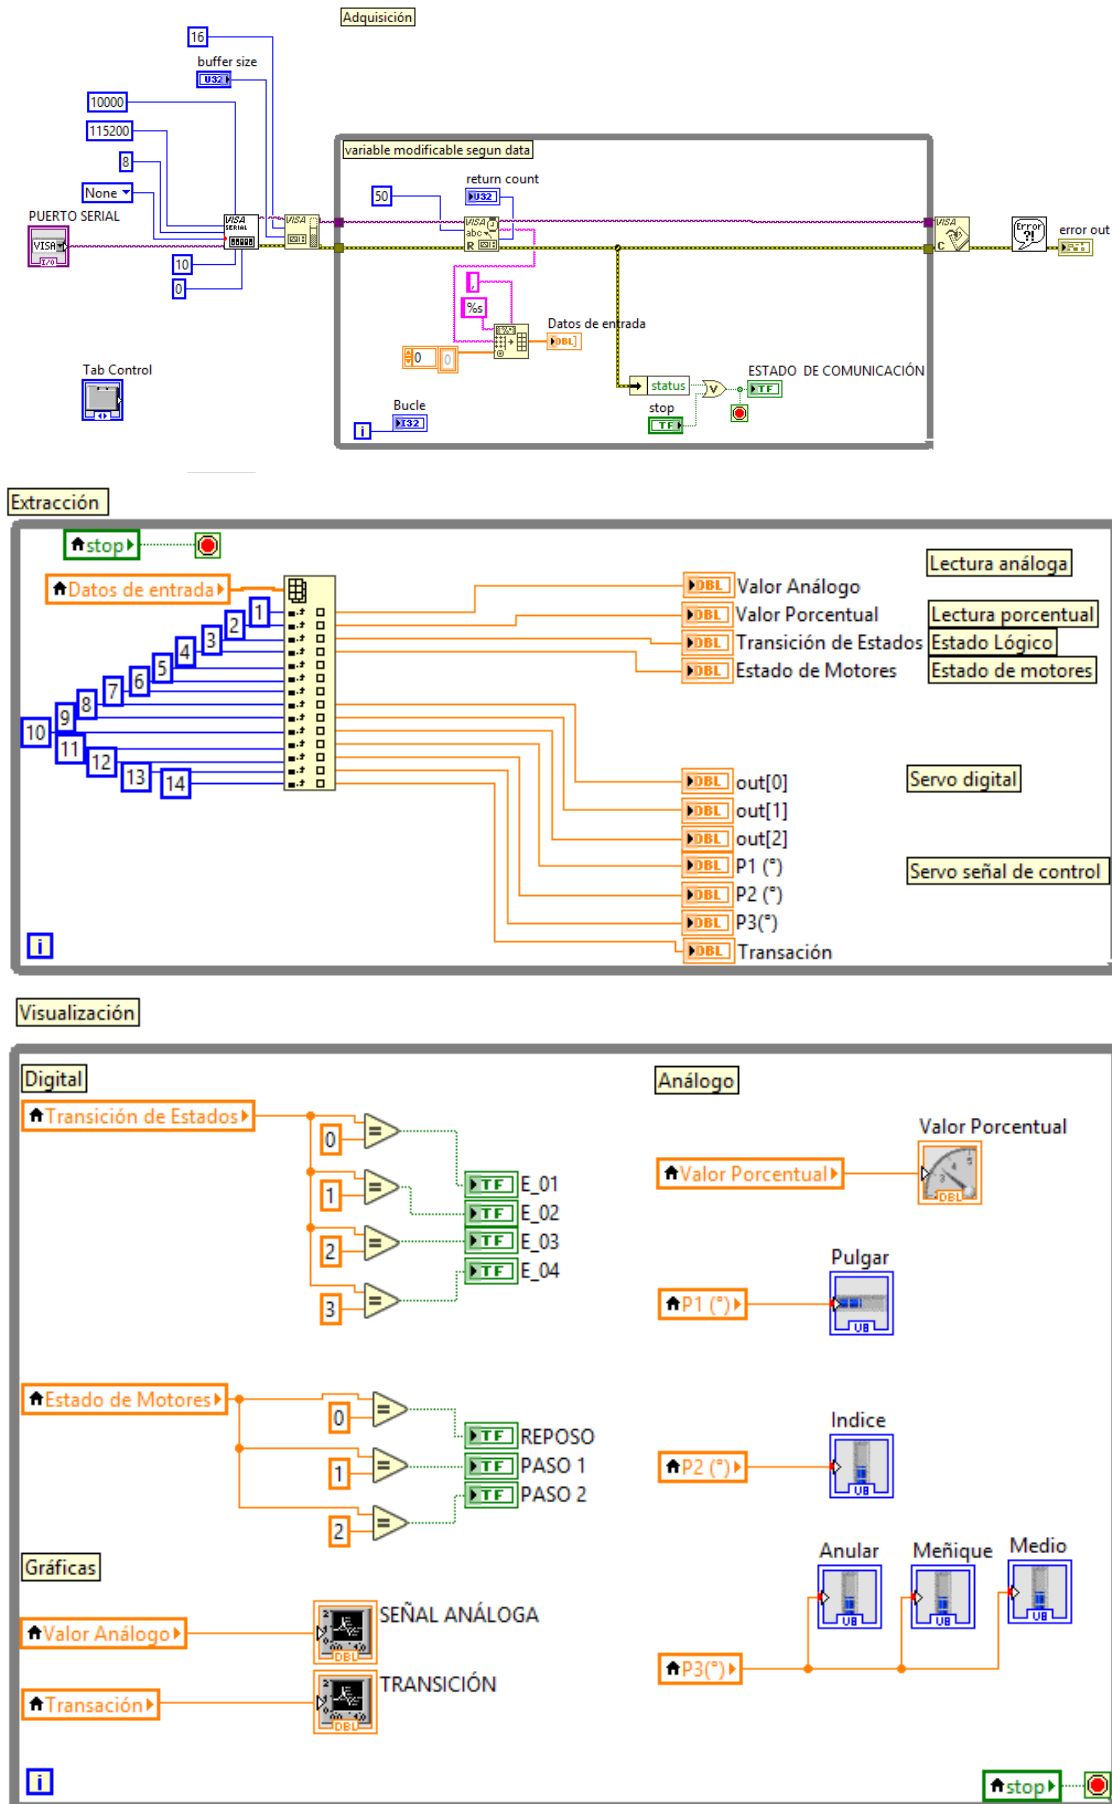 Adquisición
16
buffer size
U32
10000
115200
8
None
PUERTO SERIAL
VISA
I/O
VISA
SERIAL
VISA
10
0
Tab Control
variable modificable segun data
return count
50
U32
VISA
abc
R
,
%s
0
0
Datos de entrada
DBL
status
ESTADO DE COMUNICACIÓN
TF
stop
TF
Bucle
i
I32
VISA
C
Error
?!
error out
Extracción
stop
Datos de entrada
1
2
3
4
5
6
7
8
9
10
11
12
13
14
DBL Valor Análogo
DBL Valor Porcentual
DBL Transición de Estados
DBL Estado de Motores
Lectura análoga
Lectura porcentual
Estado Lógico
Estado de motores
DBL out[0]
DBL out[1]
DBL out[2]
DBL P1 (°)
DBL P2 (°)
DBL P3(°)
DBL Transación
Servo digital
Servo señal de control
i
Visualización
Digital
Transición de Estados
0
1
2
3
TF E_01
TF E_02
TF E_03
TF E_04
Estado de Motores
0
1
2
TF REPOSO
TF PASO 1
TF PASO 2
Gráficas
Valor Análogo
SEÑAL ANÁLOGA
DBL
Transación
TRANSICIÓN
DBL
i
Análogo
Valor Porcentual
Valor Porcentual
DBL
Pulgar
P1 (°)
U8
Indice
P2 (°)
U8
Anular
Meñique
Medio
U8
U8
U8
P3(°)
stop